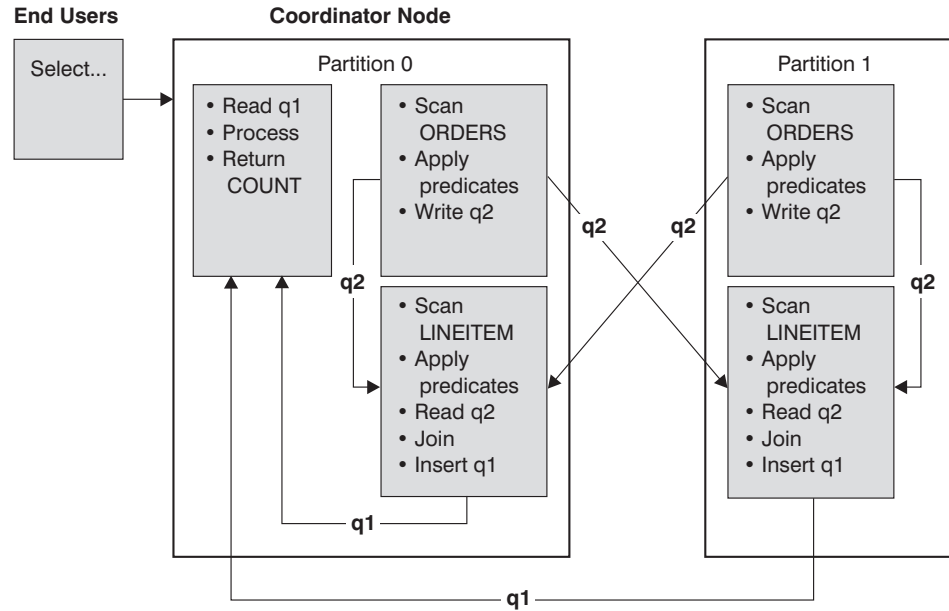 End Users
Coordinator Node
Select...
Partition 0
• Read q1
• Process
• Return
COUNT
• Scan
ORDERS
• Apply
predicates
• Write q2
q2
• Scan
LINEITEM
• Apply
predicates
• Read q2
• Join
• Insert q1
q1
q2
q2
Partition 1
• Scan
ORDERS
• Apply
predicates
• Write q2
q2
• Scan
LINEITEM
• Apply
predicates
• Read q2
• Join
• Insert q1
q1